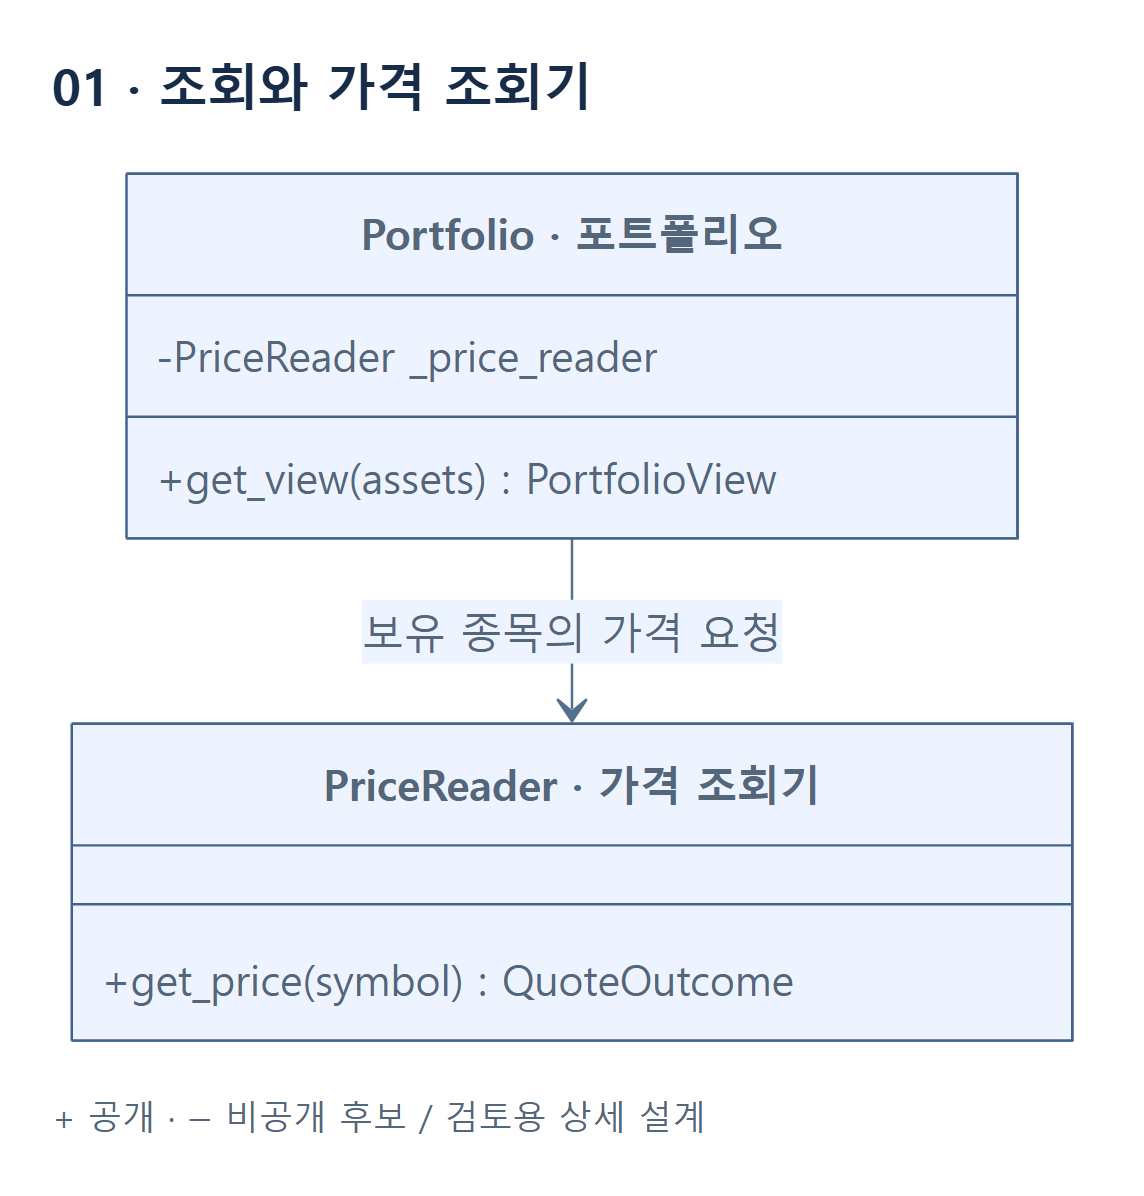 01 · 조회와 가격 조회기
Portfolio · 포트폴리오
-PriceReader _price_reader
+get_view(assets) : PortfolioView
보유 종목의 가격 요청
PriceReader · 가격 조회기
+get_price(symbol) : QuoteOutcome
+ 공개 · – 비공개 후보 / 검토용 상세 설계